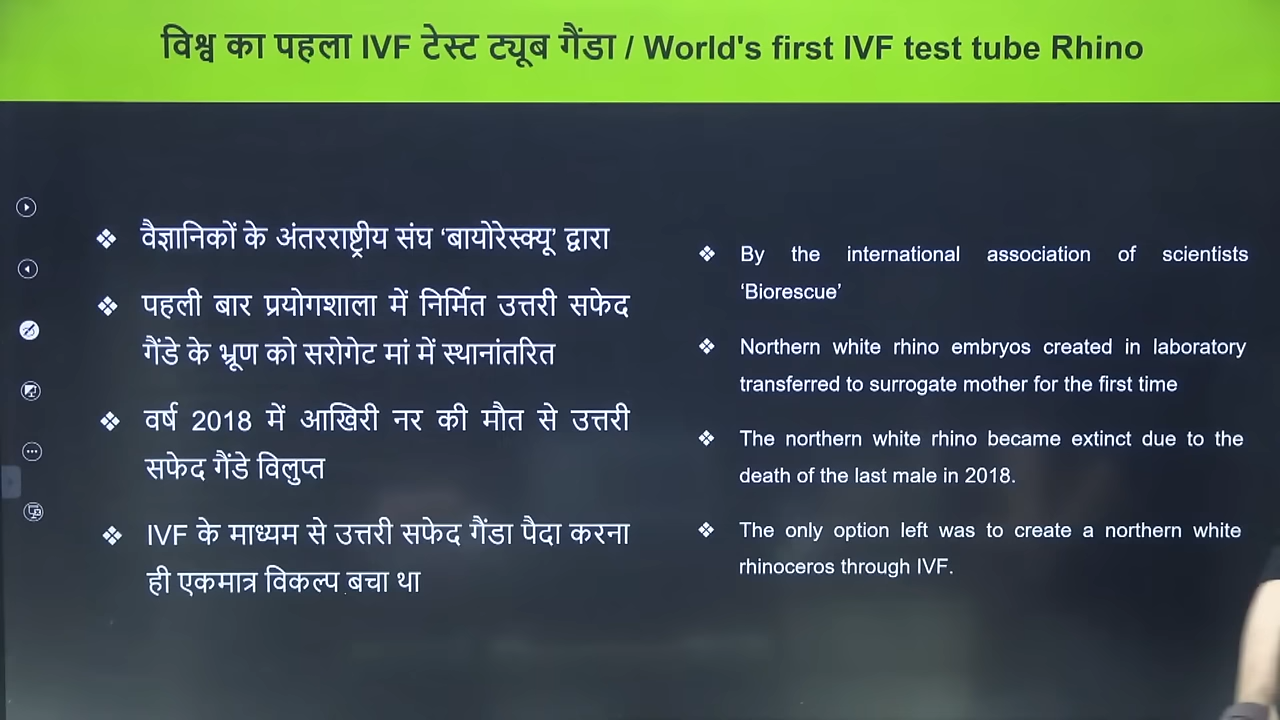 विश्व का पहला IVF टेस्ट ट्यूब गैंडा / World's first IVF test tube Rhino
❖ वैज्ञानिकों के अंतरराष्ट्रीय संघ ‘बायोरेस्क्यू’ द्वारा
❖ पहली बार प्रयोगशाला में निर्मित उत्तरी सफेद
गैंडे के भ्रूण को सरोगेट मां में स्थानांतरित
❖ वर्ष 2018 में आखिरी नर की मौत से उत्तरी
सफेद गैंडे विलुप्त
❖ IVF के माध्यम से उत्तरी सफेद गैंडा पैदा करना
ही एकमात्र विकल्प बचा था
❖ By the international association of scientists
‘Biorescue’
❖ Northern white rhino embryos created in laboratory
transferred to surrogate mother for the first time
❖ The northern white rhino became extinct due to the
death of the last male in 2018.
❖ The only option left was to create a northern white
rhinoceros through IVF.